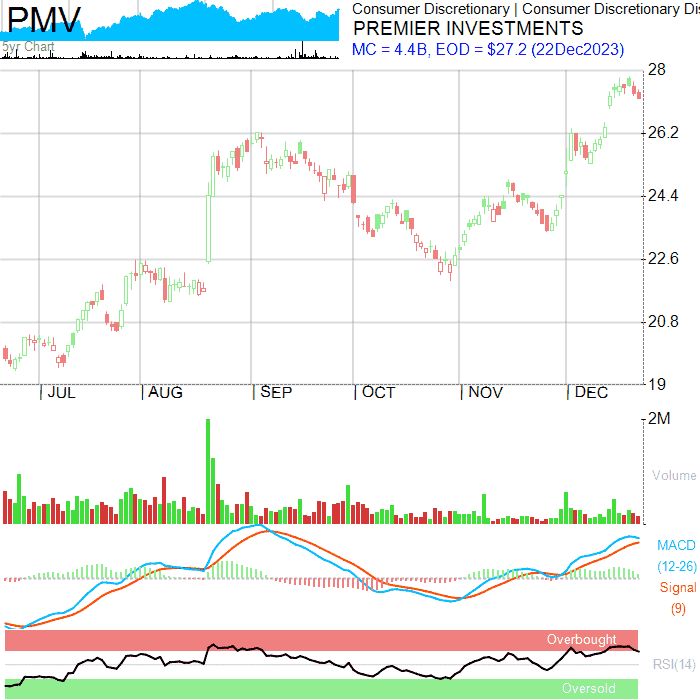 PMV
5yr Chart
Consumer Discretionary | Consumer Discretionary Dis
PREMIER INVESTMENTS
MC = 4.4B, EOD = $27.2 (22Dec2023)
28
26.2
24.4
22.6
20.8
19
| JUL | AUG | SEP | OCT | NOV | DEC
2M
Volume
MACD
(12-26)
Signal
(9)
Overbought
RSI(14)
Oversold